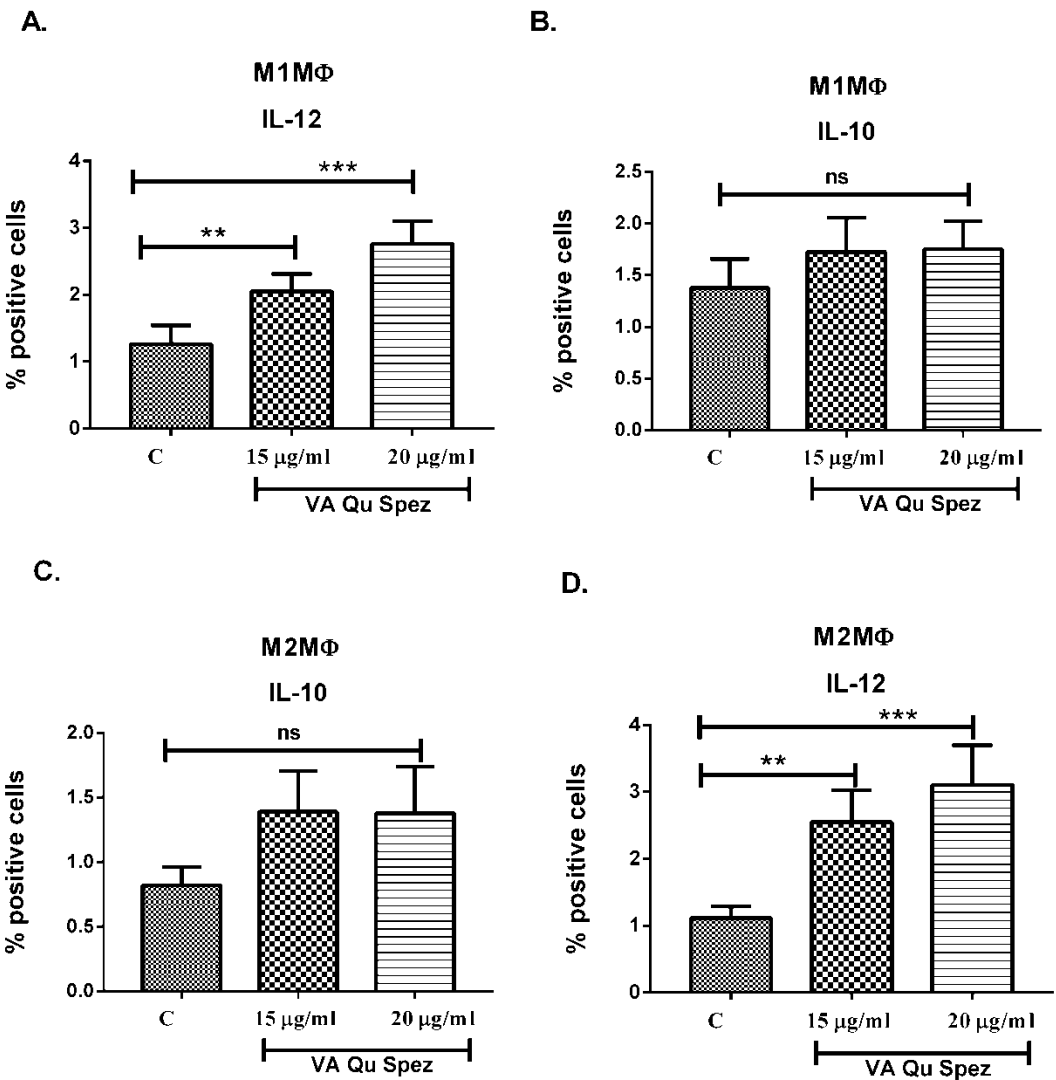 A.
M1MΦ
IL-12
% positive cells
4
3
2
1
0
***
**
C
15 µg/ml
20 µg/ml
VA Qu Spez
B.
M1MΦ
IL-10
% positive cells
2.5
2.0
1.5
1.0
0.5
0.0
ns
C
15 µg/ml
20 µg/ml
VA Qu Spez
C.
M2MΦ
IL-10
% positive cells
2.0
1.5
1.0
0.5
0.0
ns
C
15 µg/ml
20 µg/ml
VA Qu Spez
D.
M2MΦ
IL-12
% positive cells
4
3
2
1
0
***
**
C
15 µg/ml
20 µg/ml
VA Qu Spez